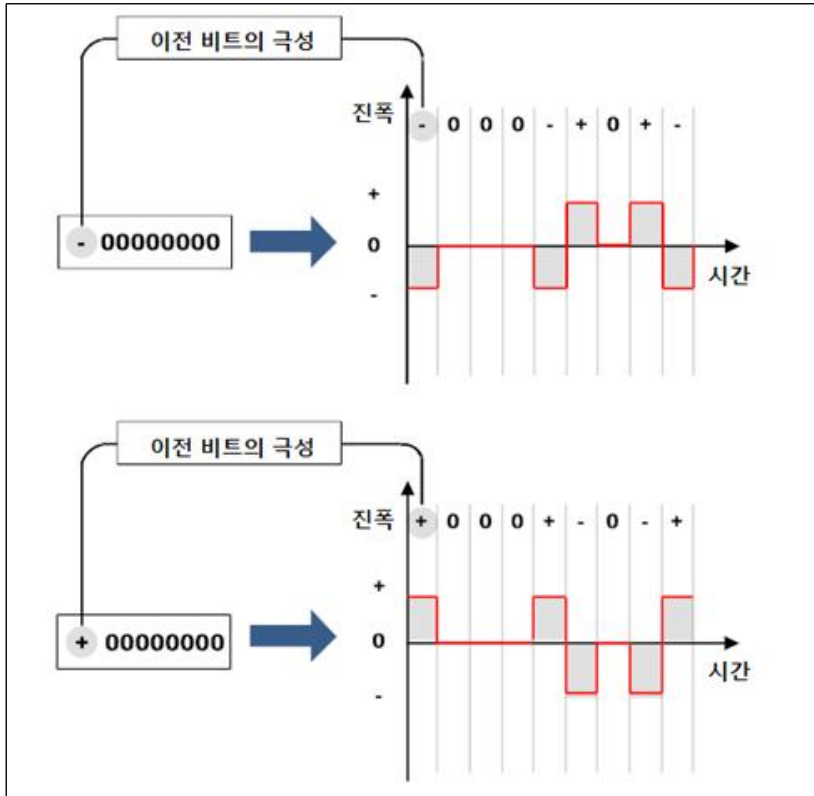 이전 비트의 극성
진폭
- 0 0 0 - + 0 + -
+
- 00000000
0
시간
-
이전 비트의 극성
진폭
+ 0 0 0 + - 0 - +
+
+ 00000000
0
시간
-